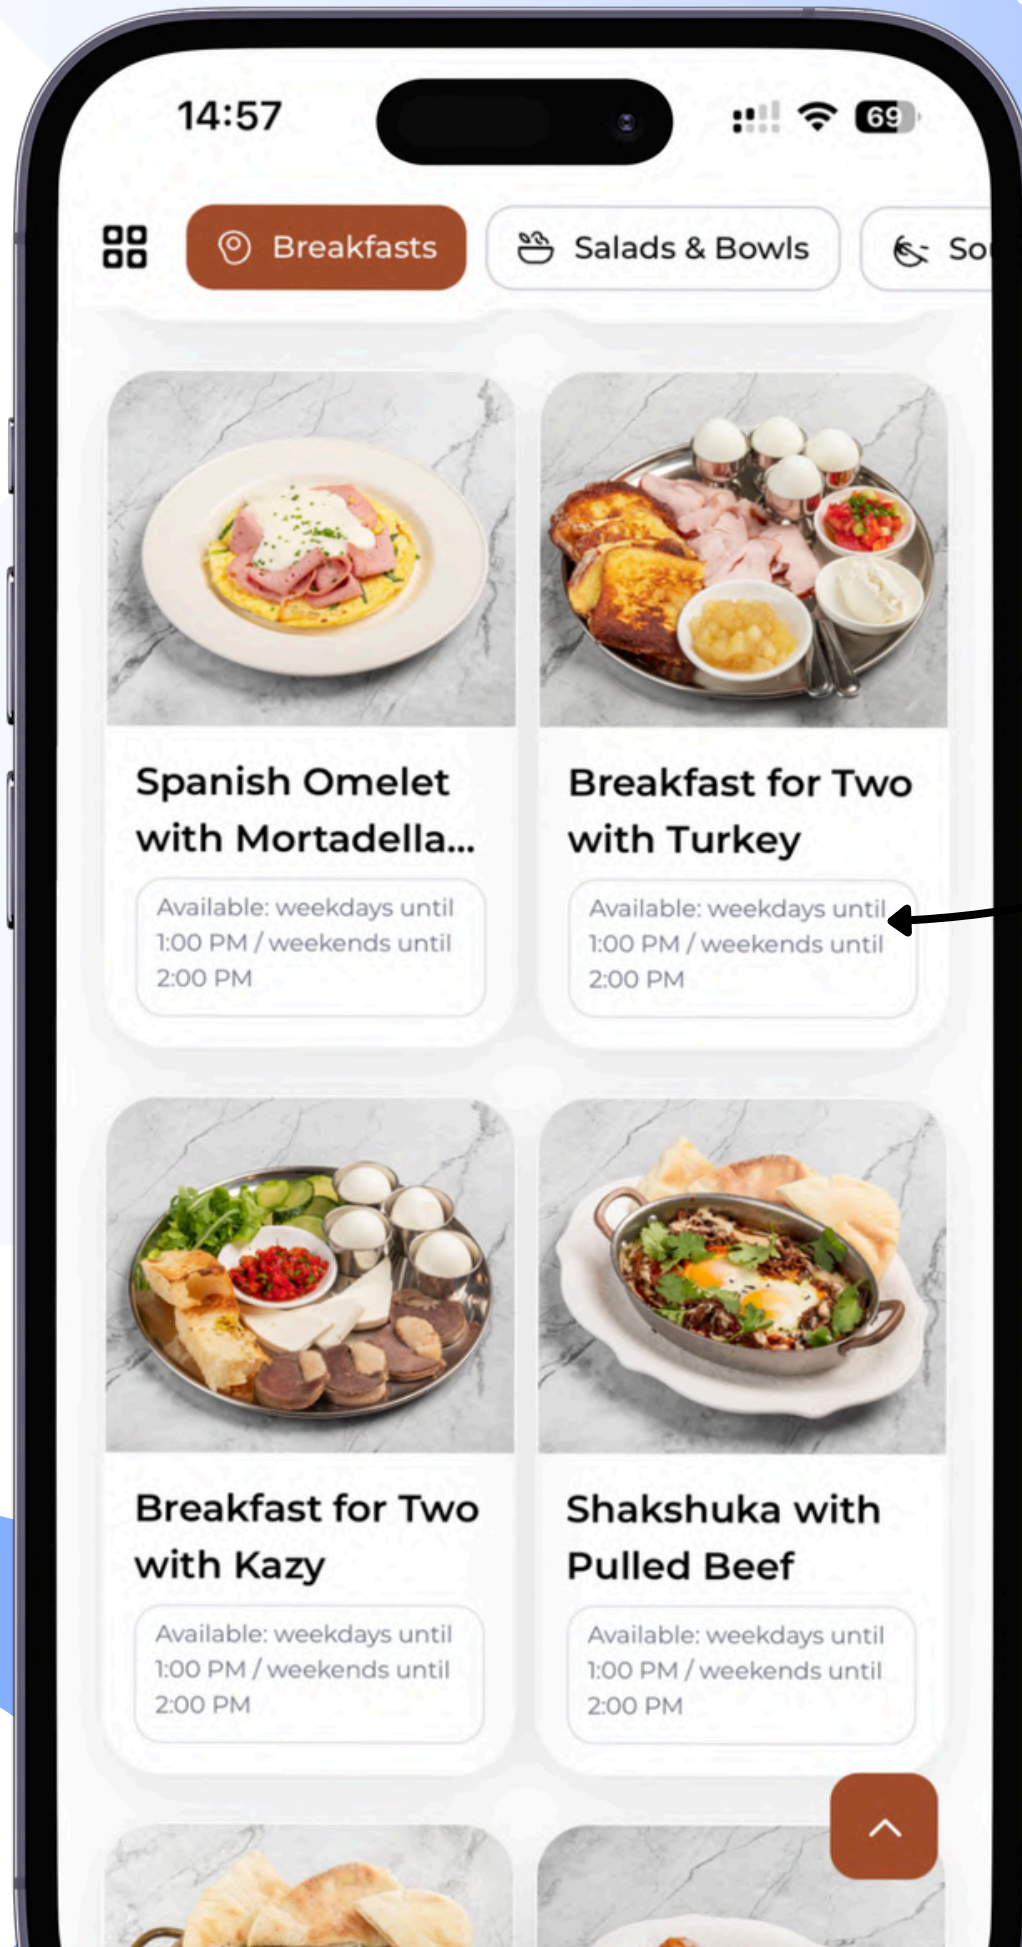 14:57
69
Breakfasts
Salads & Bowls
Spanish Omelet
with Mortadella...
Available: weekdays until
1:00 PM / weekends until
2:00 PM
Breakfast for Two
with Turkey
Available: weekdays until
1:00 PM / weekends until
2:00 PM
Breakfast for Two
with Kazy
Available: weekdays until
1:00 PM / weekends until
2:00 PM
Shakshuka with
Pulled Beef
Available: weekdays until
1:00 PM / weekends until
2:00 PM